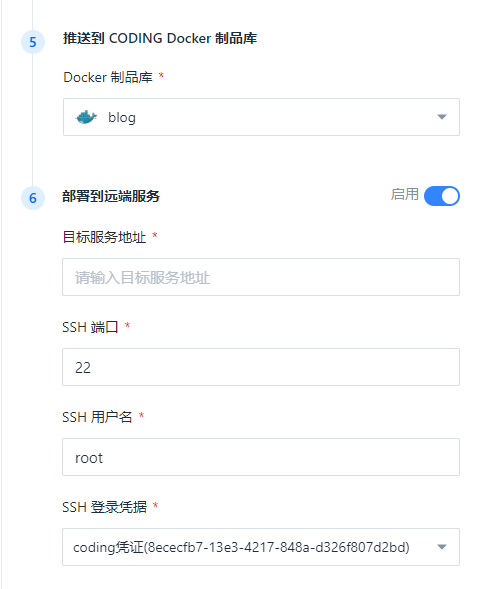 5
推送到 CODING Docker 制品库
Docker 制品库 *
blog
6
部署到远端服务
启用
目标服务地址 *
请输入目标服务地址
SSH 端口 *
22
SSH 用户名 *
root
SSH 登录凭据 *
coding凭证(8ececfb7-13e3-4217-848a-d326f807d2bd)